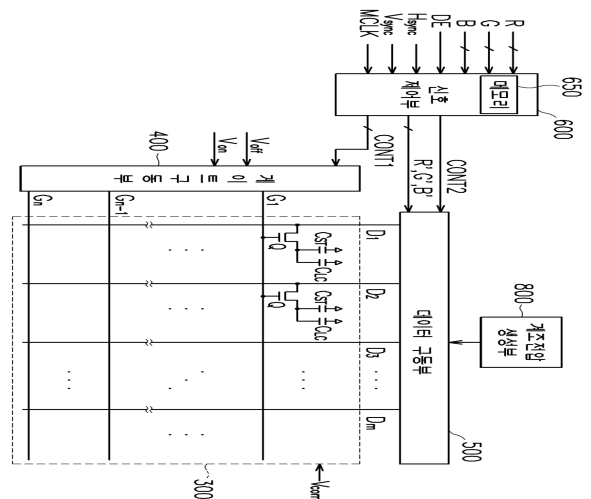 R
G
B
DE
Hsync
Vsync
MCLK
메모리
650
신호
제어부
600
CONT1
R',G',B'
CONT2
Voff
Von
400
게이트 구동부
G1
Gn-1
Gn
D1
D2
D3
Dm
CST
CLC
Q
CST
CLC
Q
데이터 구동부
500
계조전압
생성부
800
300
Vcom